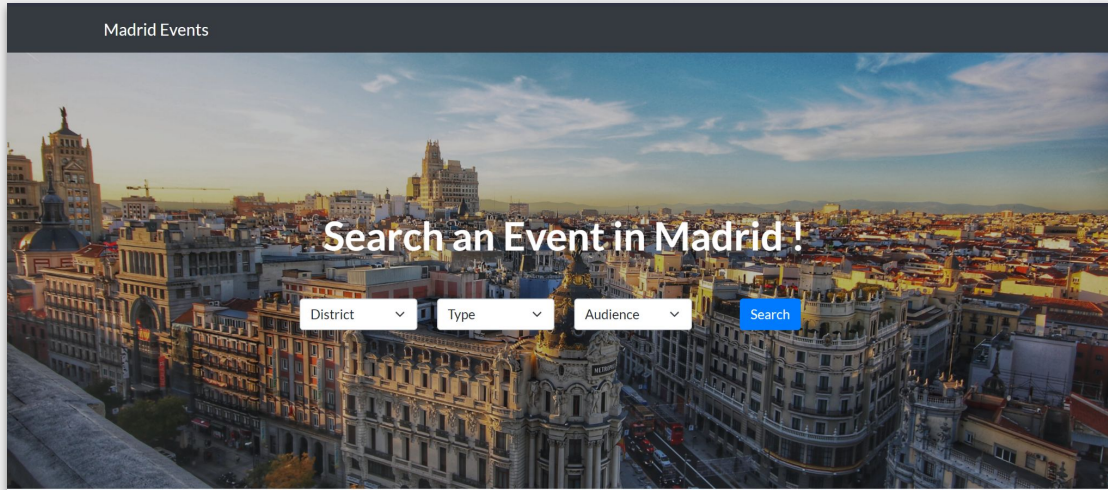 Madrid Events
Search an Event in Madrid !
District Type Audience Search